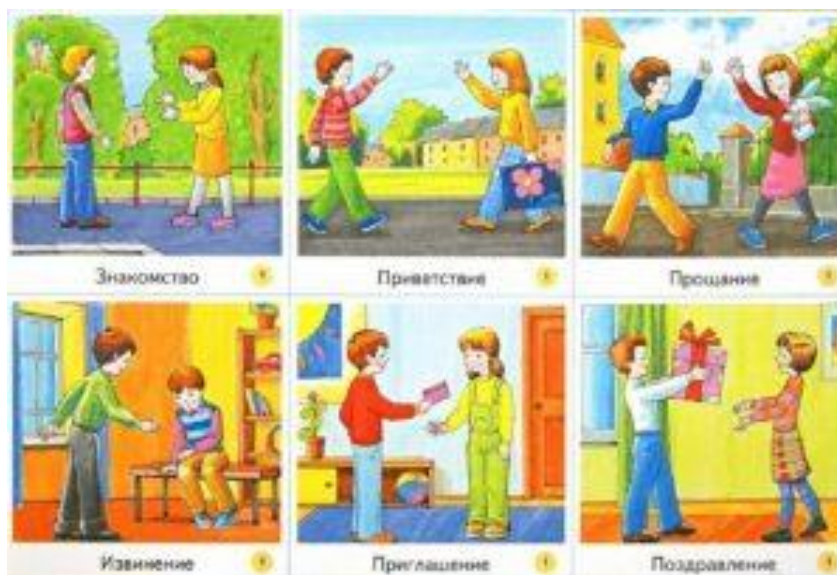 Знакомство
Приветствие
Прощание
Извинение
Приглашение
Поздравление